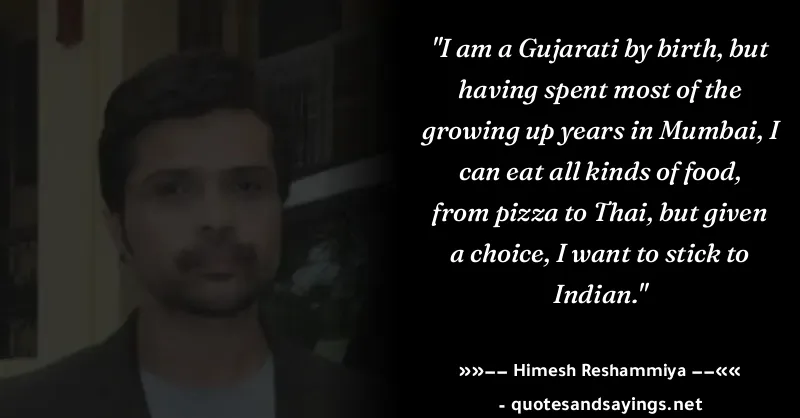 "I am a Gujarati by birth, but
having spent most of the
growing up years in Mumbai, I
can eat all kinds of food,
from pizza to Thai, but given
a choice, I want to stick to
Indian."
»»–– Himesh Reshammiya ––««
- quotesandsayings.net